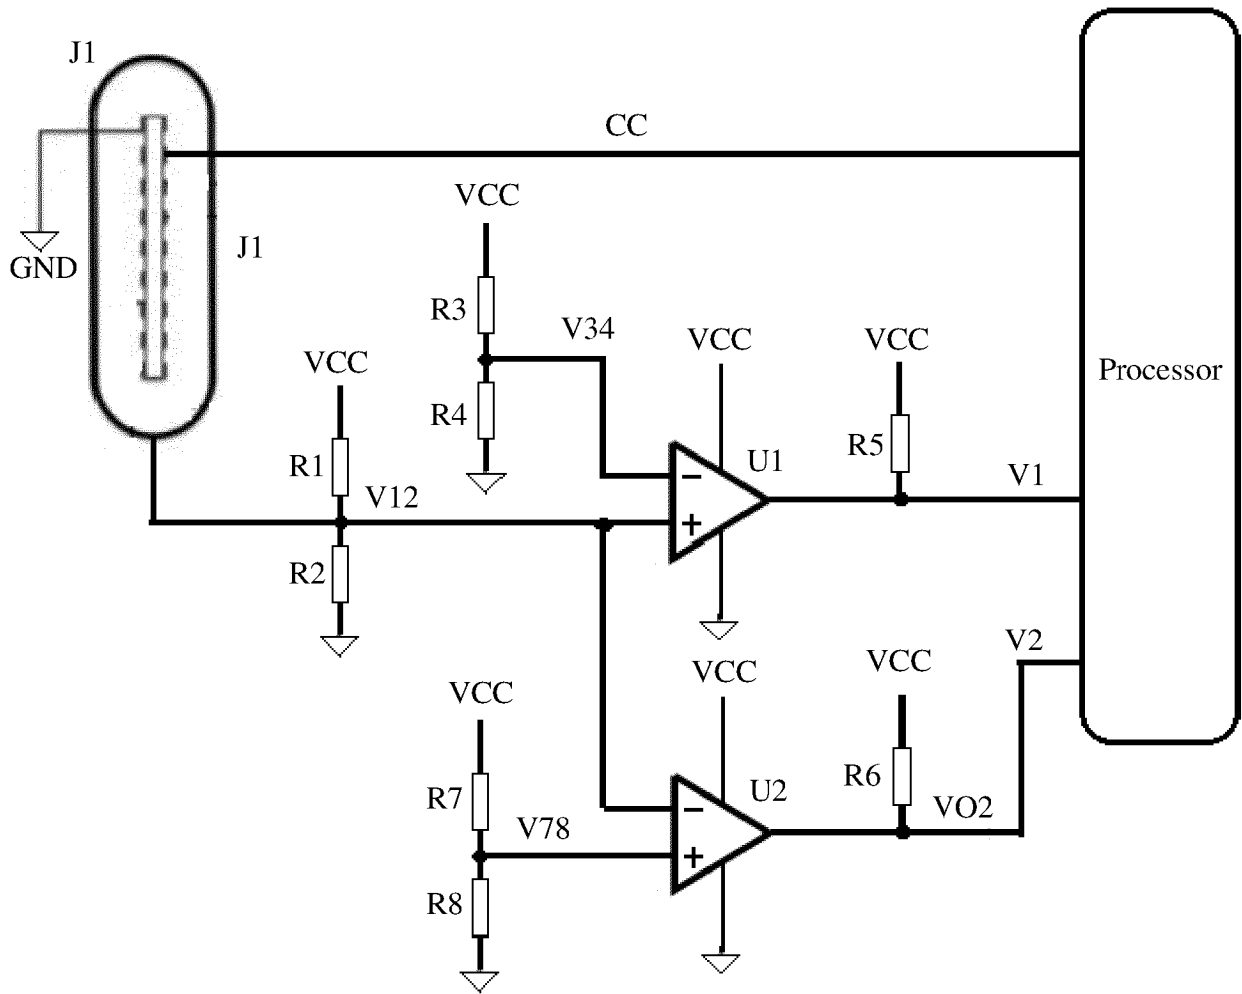 J1
CC
VCC
J1
GND
R3
V34
VCC
VCC
VCC
Processor
R4
R5
R1
U1
V12
V1
−
+
R2
V2
VCC
VCC
VCC
R6
R7
U2
VO2
−
V78
+
R8